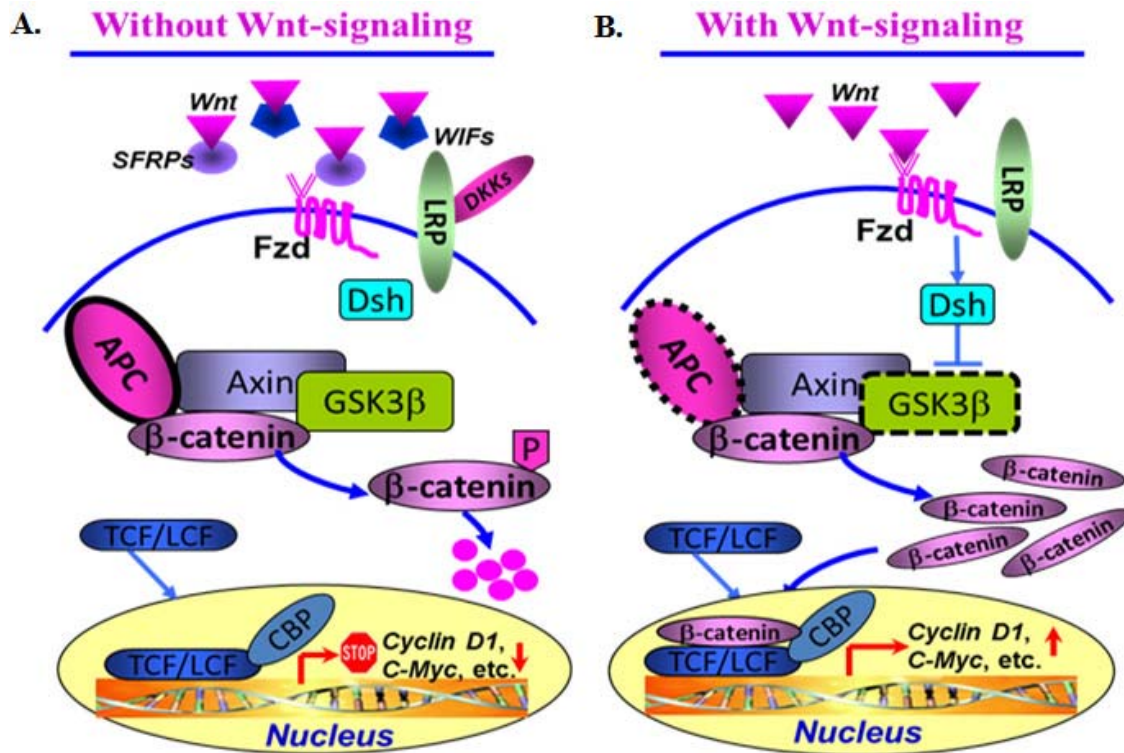 A.
Without Wnt-signaling
Wnt
SFRPs
WIFs
DKKs
LRP
Fzd
Dsh
APC
Axin
GSK3β
β-catenin
P
β-catenin
TCF/LCF
CBP
TCF/LCF
STOP
Cyclin D1,
C-Myc, etc.
Nucleus
B.
With Wnt-signaling
Wnt
LRP
Fzd
Dsh
APC
Axin
GSK3β
β-catenin
β-catenin
β-catenin
β-catenin
β-catenin
TCF/LCF
β-catenin
CBP
TCF/LCF
Cyclin D1,
C-Myc, etc.
Nucleus